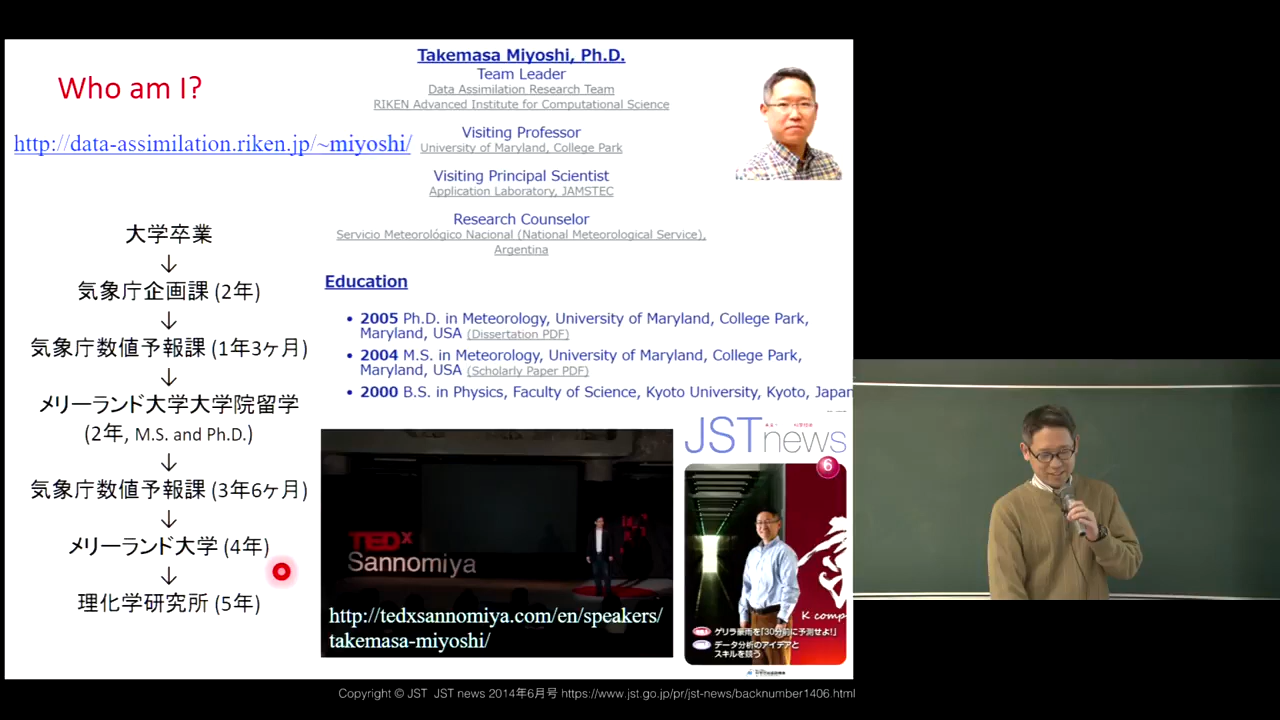 Who am I?
http://data-assimilation.riken.jp/~miyoshi/
Takemasa Miyoshi, Ph.D.
Team Leader
Data Assimilation Research Team
RIKEN Advanced Institute for Computational Science
Visiting Professor
University of Maryland, College Park
Visiting Principal Scientist
Application Laboratory, JAMSTEC
Research Counselor
Servicio Meteorológico Nacional (National Meteorological Service),
Argentina
大学卒業
↓
気象庁企画課 (2年)
↓
気象庁数値予報課 (1年3ヶ月)
↓
メリーランド大学大学院留学
(2年, M.S. and Ph.D.)
↓
気象庁数値予報課 (3年6ヶ月)
↓
メリーランド大学 (4年)
↓
理化学研究所 (5年)
Education
• 2005 Ph.D. in Meteorology, University of Maryland, College Park,
Maryland, USA (Dissertation PDF)
• 2004 M.S. in Meteorology, University of Maryland, College Park,
Maryland, USA (Scholarly Paper PDF)
• 2000 B.S. in Physics, Faculty of Science, Kyoto University, Kyoto, Japan
TEDx
Sannomiya
http://tedxsannomiya.com/en/speakers/
takemasa-miyoshi/
JSTnews
6
K comp
ゲリラ豪雨を「30分前に予測せよ!」
データ分析のアイデアと
スキルを競う
Copyright © JST JST news 2014年6月号 https://www.jst.go.jp/pr/jst-news/backnumber1406.html